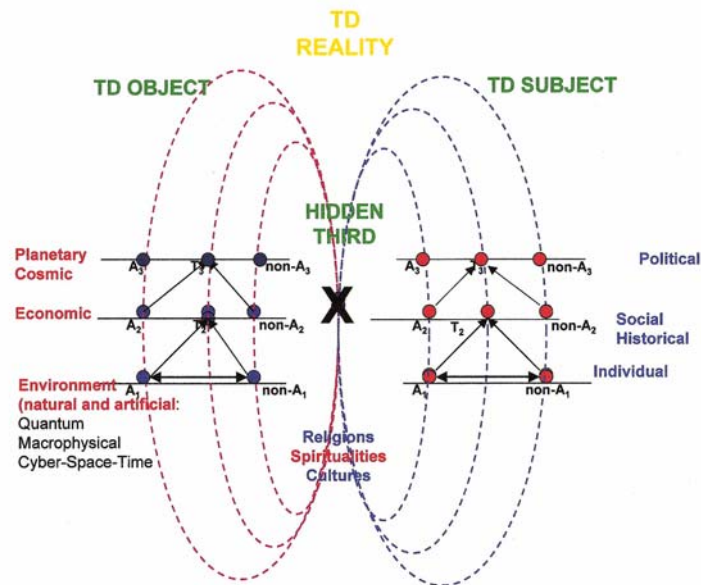 TD
REALITY
TD OBJECT
TD SUBJECT
HIDDEN
THIRD
Planetary
Cosmic
A3 T3 non-A3
A3 T3 non-A3
Political
Economic
A2 T2 non-A2
A2 T2 non-A2
Social
Historical
Individual
A1 non-A1
A1 non-A1
Environment
(natural and artificial:
Quantum
Macrophysical
Cyber-Space-Time
X
Religions
Spiritualities
Cultures